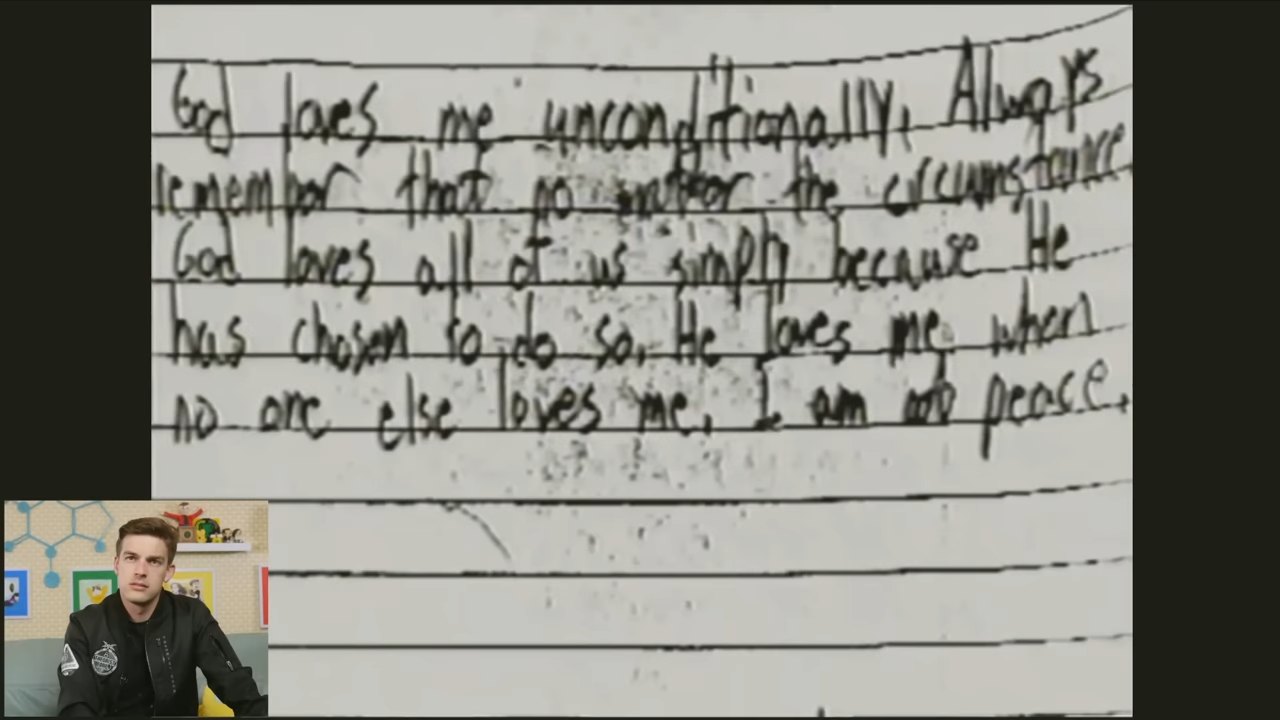 God loves me unconditionally. Always
remember that no matter the circumstance
God loves all of us simply because He
has chosen to do so. He loves me when
no one else loves me. I am at peace.